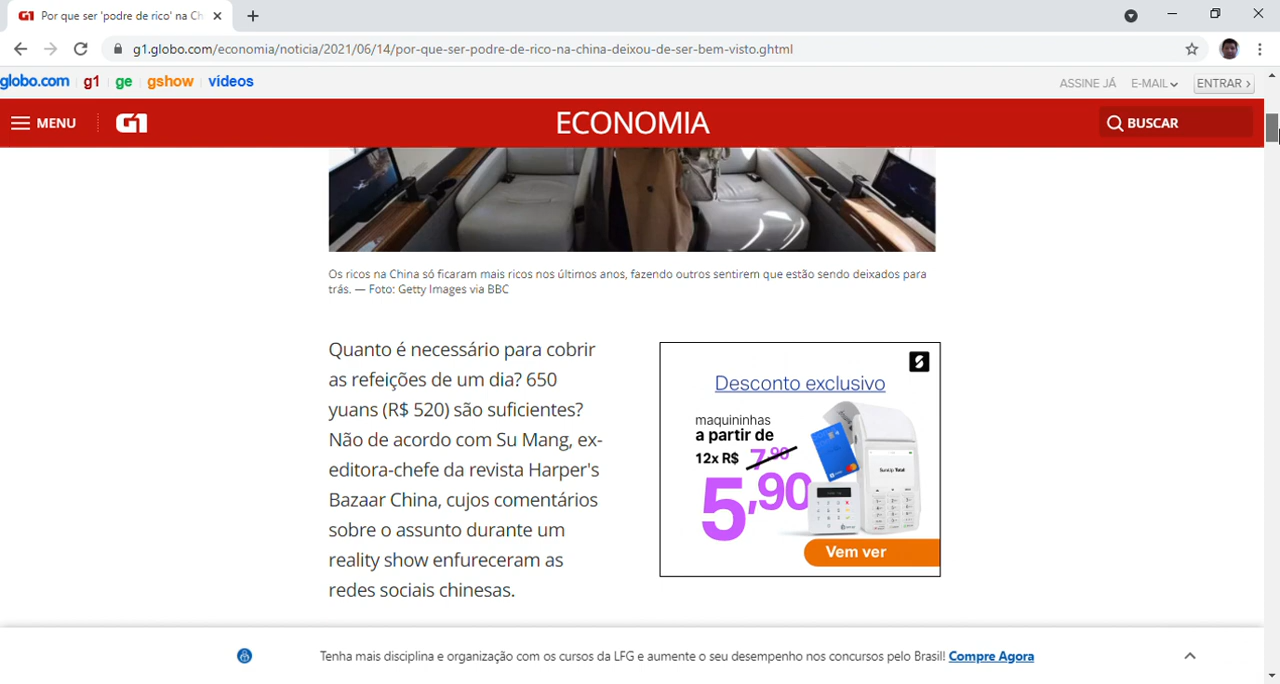 G1 Por que ser 'podre de rico' na Ch
g1.globo.com/economia/noticia/2021/06/14/por-que-ser-podre-de-rico-na-china-deixou-de-ser-bem-visto.ghtml
globo.com g1 ge gshow videos ASSINE JÁ E-MAIL ENTRAR
MENU G1 ECONOMIA BUSCAR
Os ricos na China só ficaram mais ricos nos últimos anos, fazendo outros sentirem que estão sendo deixados para
trás. — Foto: Getty Images via BBC
Quanto é necessário para cobrir
as refeições de um dia? 650
yuans (R$ 520) são suficientes?
Não de acordo com Su Mang, ex-
editora-chefe da revista Harper's
Bazaar China, cujos comentários
sobre o assunto durante um
reality show enfureceram as
redes sociais chinesas.
Desconto exclusivo
maquininhas
a partir de
12x R$ 7,90
5,90
SumUp Total
Vem ver
Tenha mais disciplina e organização com os cursos da LFG e aumente o seu desempenho nos concursos pelo Brasil! Compre Agora